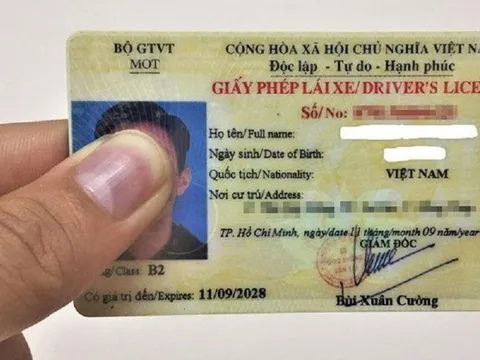 BỘ GTVT
MOT
CỘNG HÒA XÃ HỘI CHỦ NGHĨA VIỆT
Độc lập - Tự do - Hạnh phúc
GIẤY PHÉP LÁI XE/DRIVER'S
Số/No:
Họ tên/Full name:
Ngày sinh/Date of Birth:
Quốc tịch/Nationality: VIỆT NAM
Nơi cư trú/Address:
TP. Hồ Chí Minh, ngày/date 11 tháng/month 09 năm/year
GIÁM ĐỐC
/Class: B2
Có giá trị đến/Expires: 11/09/2028
Bùi Xuân Cường